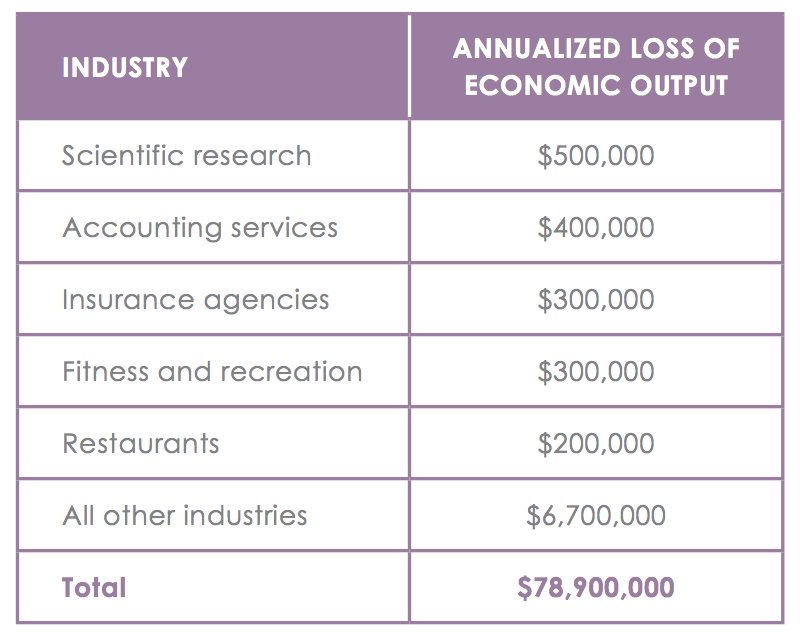 INDUSTRY
ANNUALIZED LOSS OF
ECONOMIC OUTPUT
Scientific research $500,000
Accounting services $400,000
Insurance agencies $300,000
Fitness and recreation $300,000
Restaurants $200,000
All other industries $6,700,000
Total $78,900,000